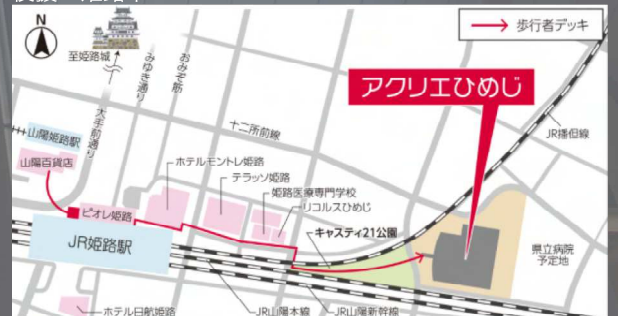 N
至姫路城
みゆき通り
おみぞ筋
大手前通り
十二所前線
歩行者デッキ
アクリエひめじ
JR播但線
山陽姫路駅
山陽百貨店
ホテルモントレ姫路
テラッソ姫路
姫路医療専門学校
リコルスひめじ
ピオレ姫路
キャスティ21公園
JR姫路駅
県立病院
予定地
ホテル日航姫路
JR山陽本線
JR山陽新幹線